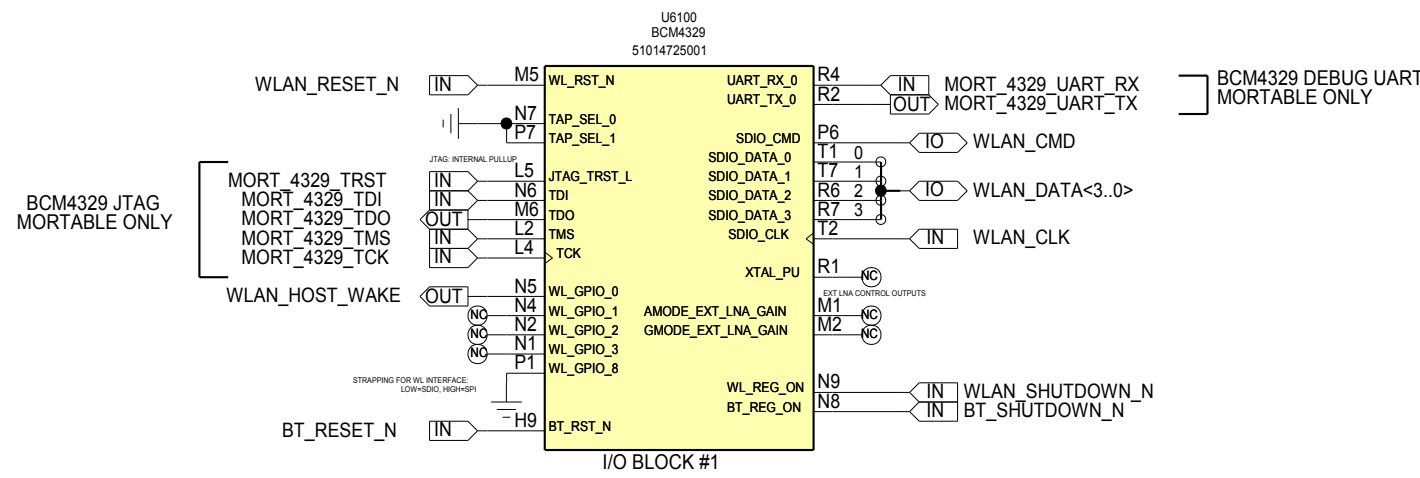 U6100
BCM4329
51014725001
WLAN_RESET_N IN M5 WL_RST_N
N7 TAP_SEL_0
P7 TAP_SEL_1
JTAG: INTERNAL PULLUP
BCM4329 JTAG
MORTABLE ONLY
MORT_4329_TRST IN L5 JTAG_TRST_L
MORT_4329_TDI IN N6 TDI
MORT_4329_TDO OUT M6 TDO
MORT_4329_TMS IN L2 TMS
MORT_4329_TCK IN L4 TCK
WLAN_HOST_WAKE OUT N5 WL_GPIO_0
NC N4 WL_GPIO_1
NC N2 WL_GPIO_2
NC N1 WL_GPIO_3
P1 WL_GPIO_8
STRAPPING FOR WL INTERFACE:
LOW=SDIO, HIGH=SPI
BT_RESET_N IN H9 BT_RST_N
UART_RX_0 R4 IN MORT_4329_UART_RX
UART_TX_0 R2 OUT MORT_4329_UART_TX
BCM4329 DEBUG UART
MORTABLE ONLY
SDIO_CMD P6 IO WLAN_CMD
SDIO_DATA_0 T1 0
SDIO_DATA_1 T7 1
SDIO_DATA_2 R6 2 IO WLAN_DATA<3..0>
SDIO_DATA_3 R7 3
SDIO_CLK T2 IN WLAN_CLK
XTAL_PU R1 NC
EXT LNA CONTROL OUTPUTS
AMODE_EXT_LNA_GAIN M1 NC
GMODE_EXT_LNA_GAIN M2 NC
WL_REG_ON N9 IN WLAN_SHUTDOWN_N
BT_REG_ON N8 IN BT_SHUTDOWN_N
I/O BLOCK #1